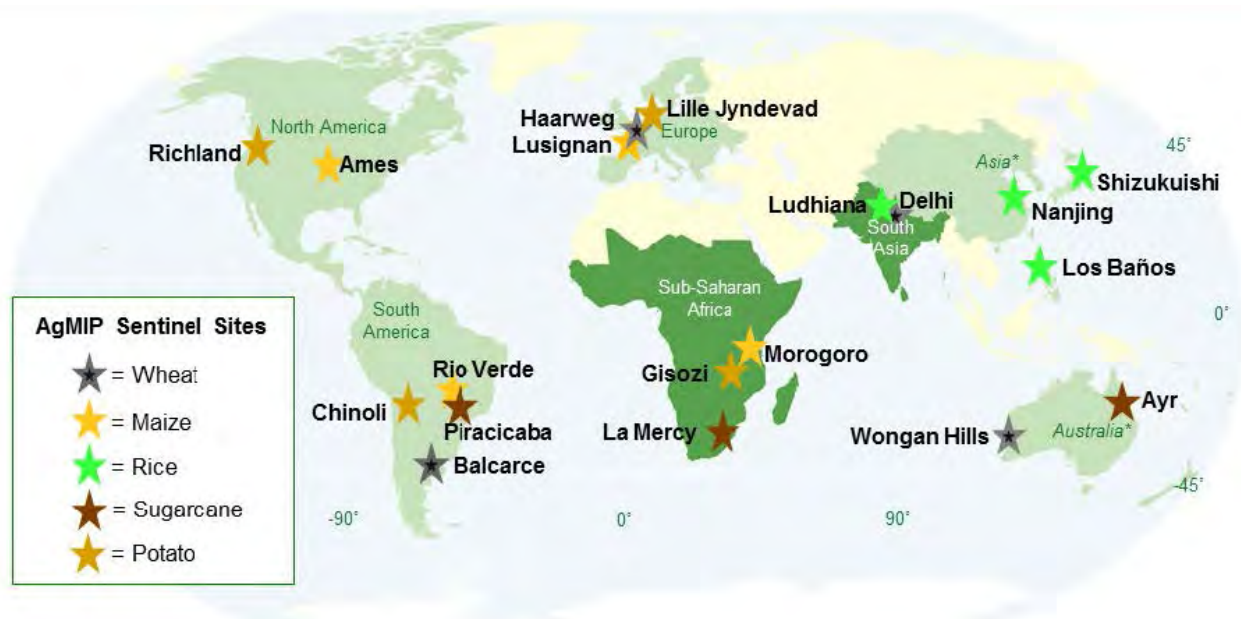 North America
Richland
Ames
Haarweg
Lusignan
Lille Jyndevad
Europe
45°
Asia*
Shizukuishi
Ludhiana
Delhi
Nanjing
South
Asia
Los Baños
Sub-Saharan
Africa
0°
South
America
AgMIP Sentinel Sites
= Wheat
= Maize
= Rice
= Sugarcane
= Potato
Rio Verde
Chinoli
Piracicaba
Balcarce
Morogoro
Gisozi
La Mercy
Ayr
Wongan Hills
Australia*
-45°
-90°
0°
90°